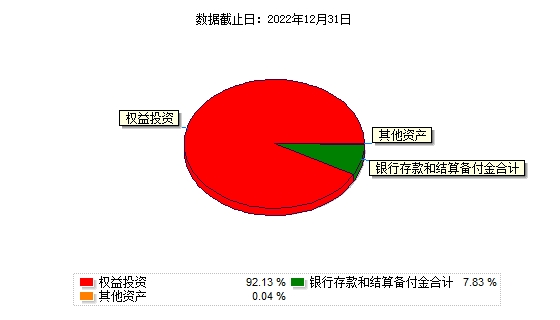 数据截止日：2022年12月31日
权益投资
其他资产
银行存款和结算备付金合计
权益投资 92.13 % 银行存款和结算备付金合计 7.83 %
其他资产 0.04 %